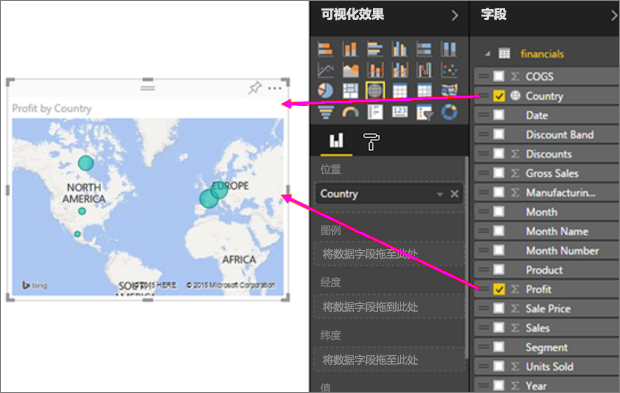 Profit by Country
NORTH
AMERICA
EUROPE
AFRICA
SOUTH
AMERICA
bing
© 2015 HERE
© 2015 Microsoft Corporation
可视化效果
位置
Country
图例
将数据字段拖至此处
经度
将数据字段拖到此处
纬度
将数据字段拖至此处
值
字段
financials
COGS
Country
Date
Discount Band
Discounts
Gross Sales
Manufacturin...
Month
Month Name
Month Number
Product
Profit
Sale Price
Sales
Segment
Units Sold
Year